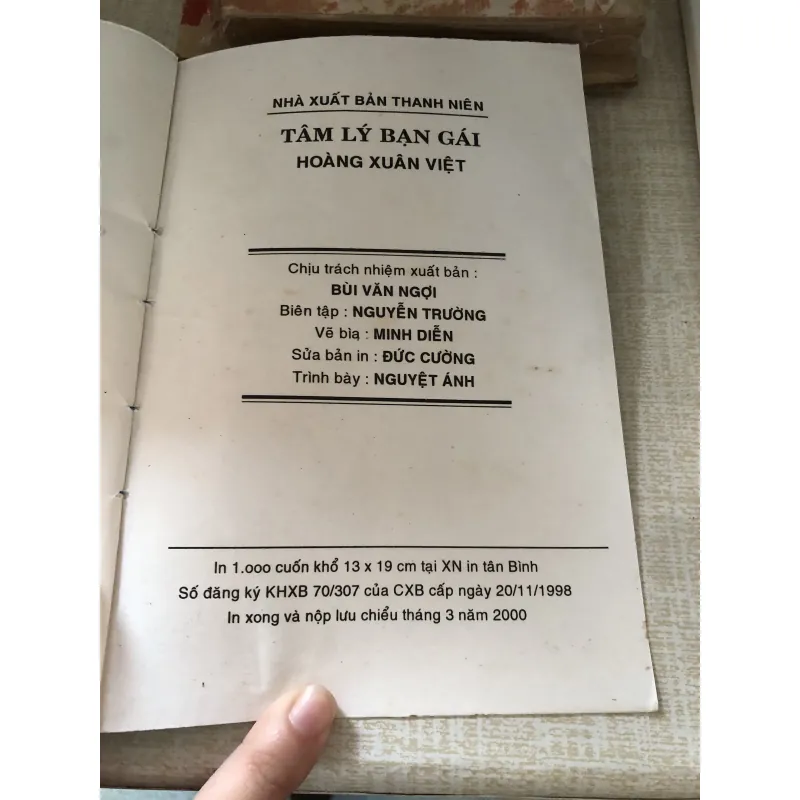 NHÀ XUẤT BẢN THANH NIÊN
TÂM LÝ BẠN GÁI
HOÀNG XUÂN VIỆT
Chịu trách nhiệm xuất bản :
BÙI VĂN NGỢI
Biên tập : NGUYỄN TRƯỜNG
Vẽ bìa : MINH DIỄN
Sửa bản in : ĐỨC CƯỜNG
Trình bày : NGUYỆT ÁNH
In 1.ooo cuốn khổ 13 x 19 cm tại XN in tân Bình
Số đăng ký KHXB 70/307 của CXB cấp ngày 20/11/1998
In xong và nộp lưu chiểu tháng 3 năm 2000